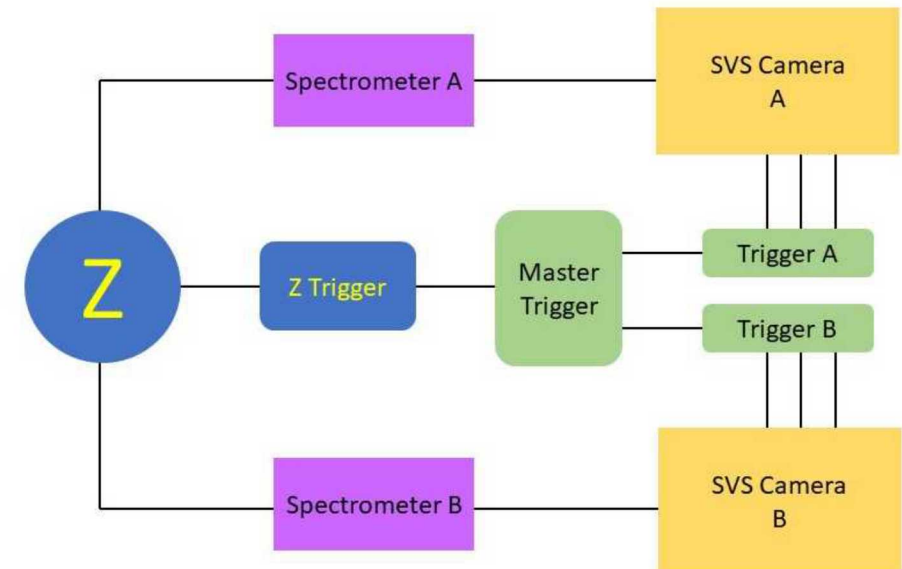 Spectrometer A
SVS Camera
A
Z
Z Trigger
Master
Trigger
Trigger A
Trigger B
Spectrometer B
SVS Camera
B